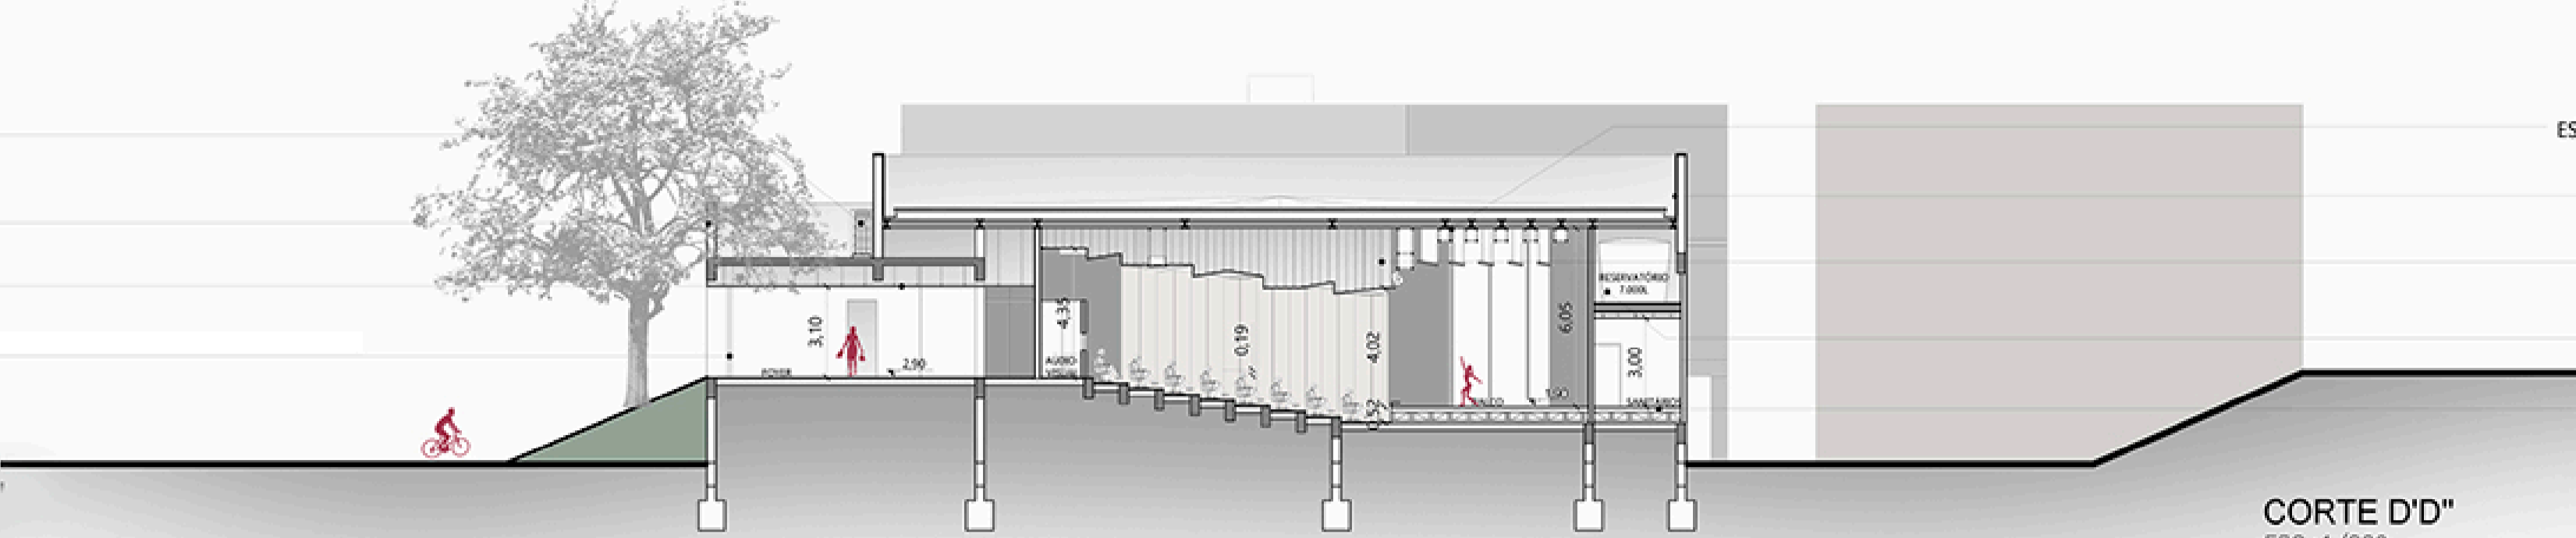 ES
RESERVATÓRIO
7.000L
4,35
3,10
0,19
4,02
6,05
3,00
AUDIO
VISUAL
FOYER
2,90
1,90
PALCO
SANITÁRIOS
0,52
CORTE D'D"